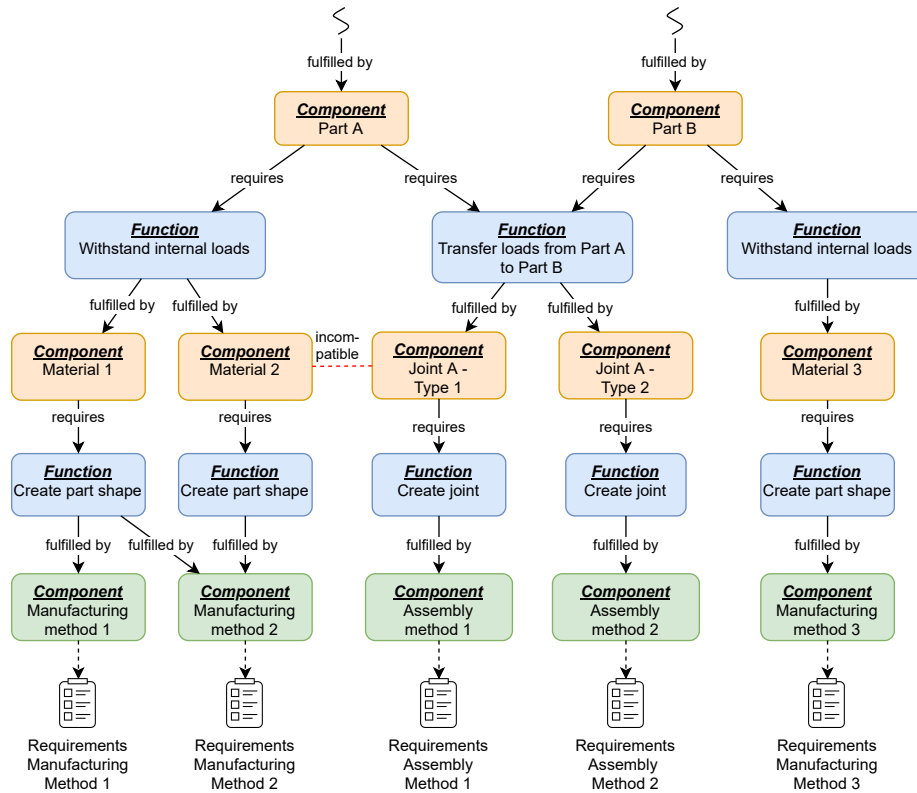 fulfilled by
fulfilled by
Component
Part A
Component
Part B
requires
requires
requires
requires
Function
Withstand internal loads
Function
Transfer loads from Part A
to Part B
Function
Withstand internal loads
fulfilled by
fulfilled by
fulfilled by
fulfilled by
fulfilled by
Component
Material 1
Component
Material 2
incom-
patible
Component
Joint A -
Type 1
Component
Joint A -
Type 2
Component
Material 3
requires
requires
requires
requires
requires
Function
Create part shape
Function
Create part shape
Function
Create joint
Function
Create joint
Function
Create part shape
fulfilled by
fulfilled by
fulfilled by
fulfilled by
fulfilled by
fulfilled by
Component
Manufacturing
method 1
Component
Manufacturing
method 2
Component
Assembly
method 1
Component
Assembly
method 2
Component
Manufacturing
method 3
Requirements
Manufacturing
Method 1
Requirements
Manufacturing
Method 2
Requirements
Assembly
Method 1
Requirements
Assembly
Method 2
Requirements
Manufacturing
Method 3